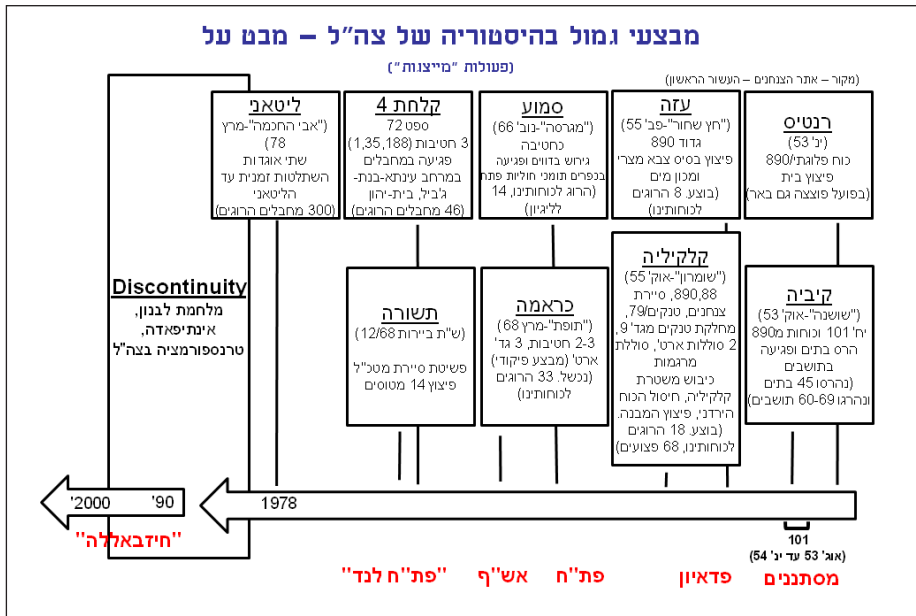 מבצעי גמול בהיסטוריה של צה"ל – מבט על
(פעולות "מייצגות")
(מקור – אתר הצנחנים – העשור הראשון)
רנטיס
(ינ' 53)
כוח פלוגתי/890
פיצוץ בית
(בפועל פוצצה גם באר)
עזה
("חץ שחור"-פב' 55)
גדוד 890
פיצוץ בסיס צבא מצרי
ומכון מים
(בוצע. 8 הרוגים
לכוחותינו)
סמוע
("מגרסה"-נוב' 66)
כחטיבה
גירוש בדווים ופגיעה
בכפרים תומכי חוליות פתח
(הרוג לכוחותינו, 14
לליגיון)
קלחת 4
ספט 72
3 חטיבות (1,35,188)
פגיעה במחבלים
במרחב עינתא-בנת-
ג'ביל, בית-יהון
(46 מחבלים הרוגים)
ליטאני
("אבי החכמה"-מרץ
78)
שתי אוגדות
השתלטות זמנית עד
הליטאני
(300 מחבלים הרוגים)
קיביה
("שושנה"-אוק' 53)
יח' 101 וכוחות מ890
הרס בתים ופגיעה
בתושבים
(נהרסו 45 בתים
ונהרגו 60-69 תושבים)
קלקיליה
("שומרון"-אוק' 55)
890,88, סיירת
צנחנים, טנקים/79,
מחלקת טנקים מגד' 9,
2 סוללות ארט', סוללת
מרגמות
כיבוש משטרת
קלקיליה, חיסול הכוח
הירדני, פיצוץ המבנה.
(בוצע. 18 הרוגים
לכוחותינו, 68 פצועים)
כראמה
("תופת"-מרץ 68)
2-3 חטיבות, 3 גד'
ארט' (מבצע פיקודי)
(נכשל. 33 הרוגים
לכוחותינו)
תשורה
(ש"ת ביירות 12/68)
פשיטת סיירת מטכ"ל
פיצוץ 14 מטוסים
Discontinuity
מלחמת לבנון,
אינתיפאדה,
טרנספורמציה בצה"ל
1978
'90
'2000
101
(אוג' 53 עד ינ' 54)
מסתננים
פדאיון
פת"ח
אש"ף
"פת"ח לנד"
"חיזבאללה"